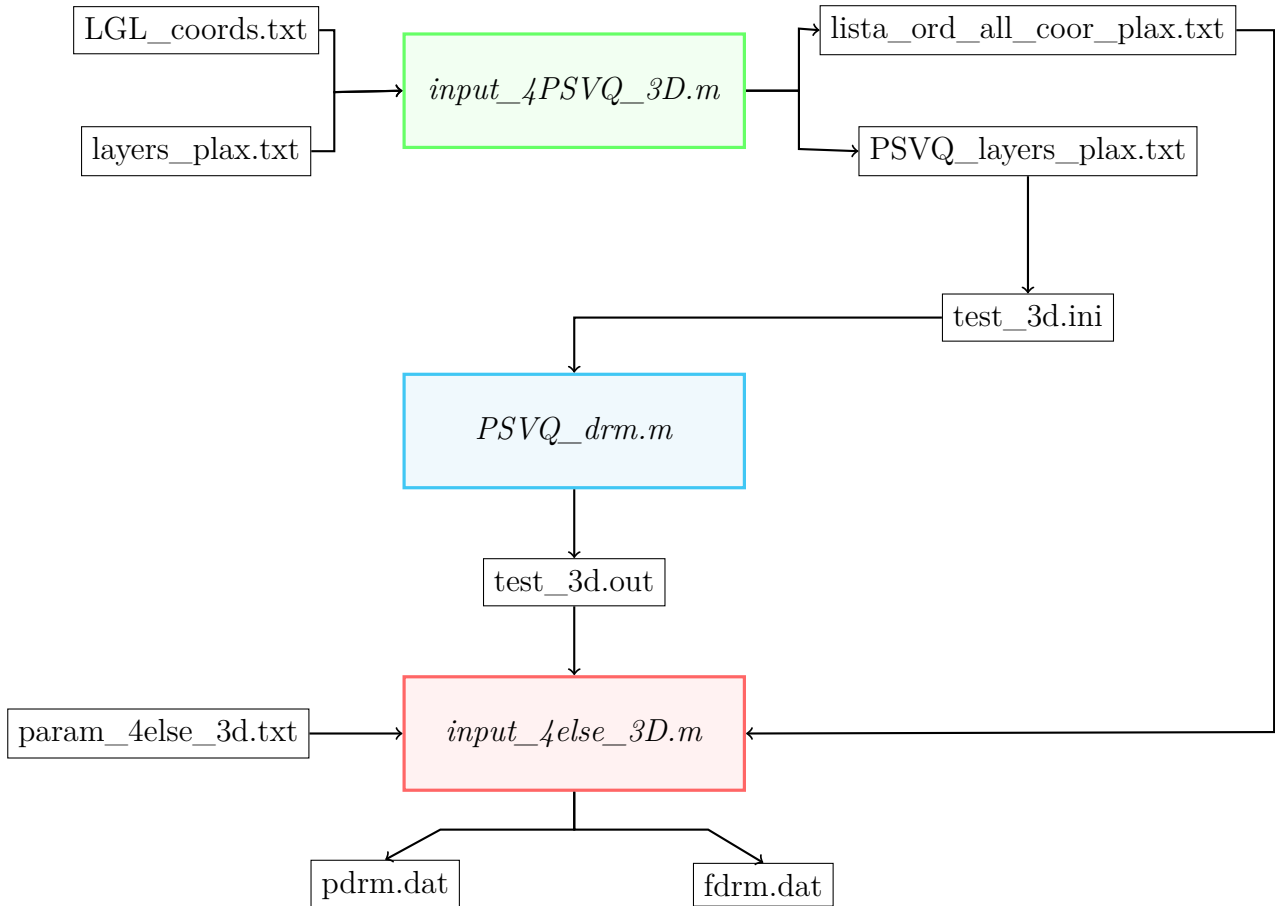 LGL_coords.txt
input_4PSVQ_3D.m
lista_ord_all_coor_plax.txt
layers_plax.txt
PSVQ_layers_plax.txt
test_3d.ini
PSVQ_drm.m
test_3d.out
param_4else_3d.txt
input_4else_3D.m
pdrm.dat
fdrm.dat